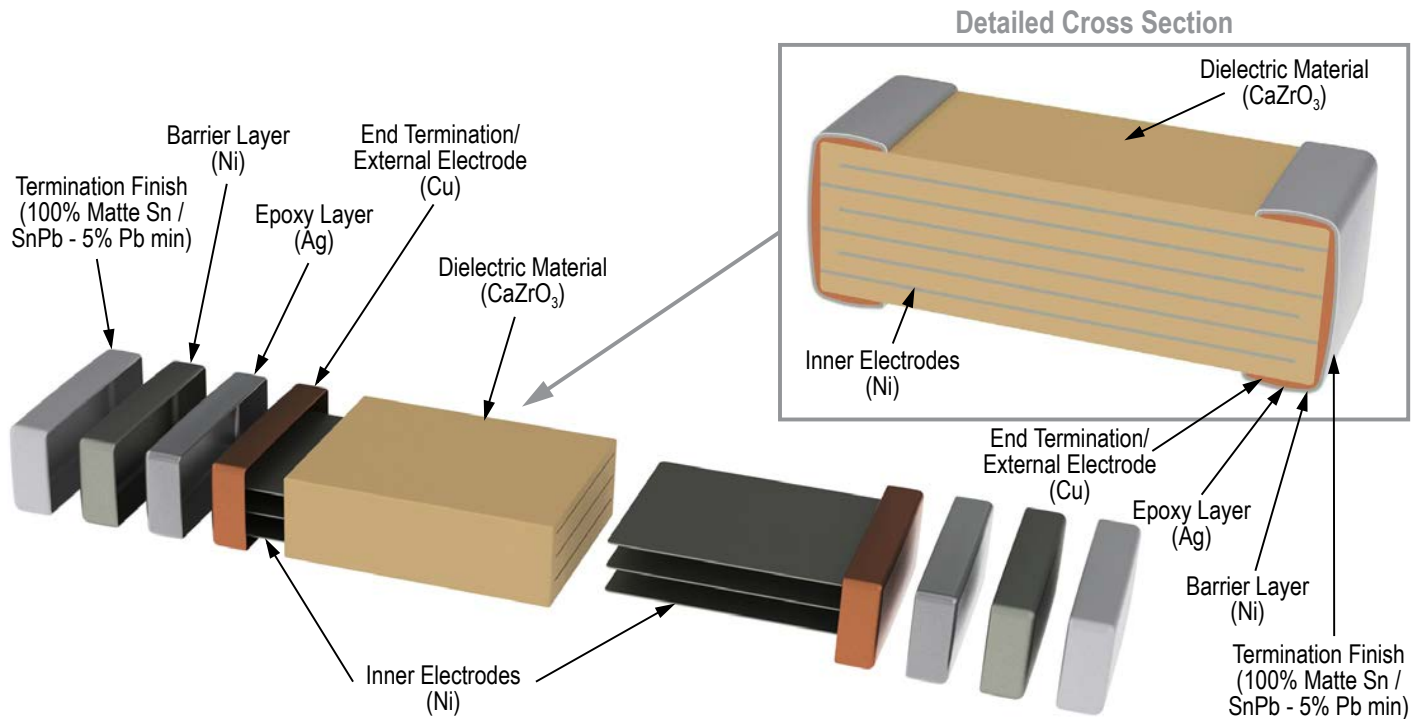 Detailed Cross Section
Dielectric Material
(CaZrO₃)
Inner Electrodes
(Ni)
End Termination/
External Electrode
(Cu)
Epoxy Layer
(Ag)
Barrier Layer
(Ni)
Termination Finish
(100% Matte Sn /
SnPb - 5% Pb min)
Termination Finish
(100% Matte Sn /
SnPb - 5% Pb min)
Barrier Layer
(Ni)
Epoxy Layer
(Ag)
End Termination/
External Electrode
(Cu)
Dielectric Material
(CaZrO₃)
Inner Electrodes
(Ni)